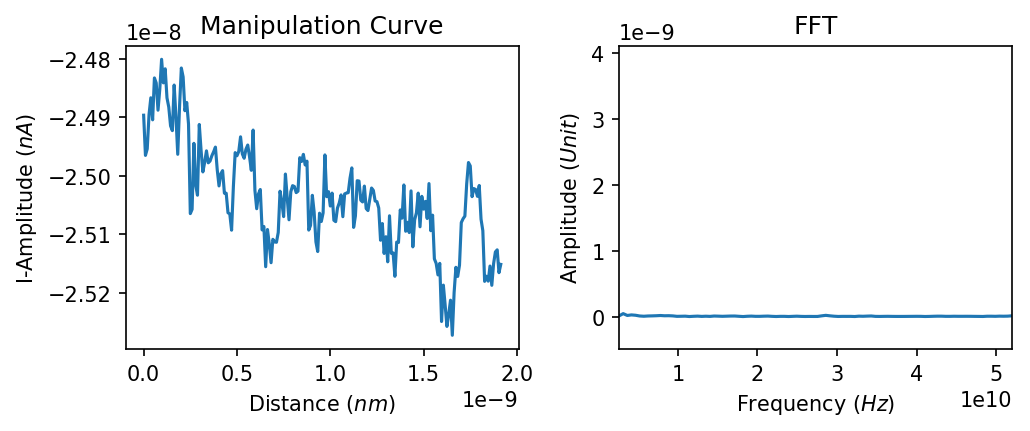 Manipulation Curve
1e−8
−2.48
−2.49
−2.50
−2.51
−2.52
I-Amplitude (nA)
0.0 0.5 1.0 1.5 2.0
Distance (nm)
1e−9
FFT
1e−9
4
3
2
1
0
Amplitude (Unit)
1 2 3 4 5
Frequency (Hz)
1e10